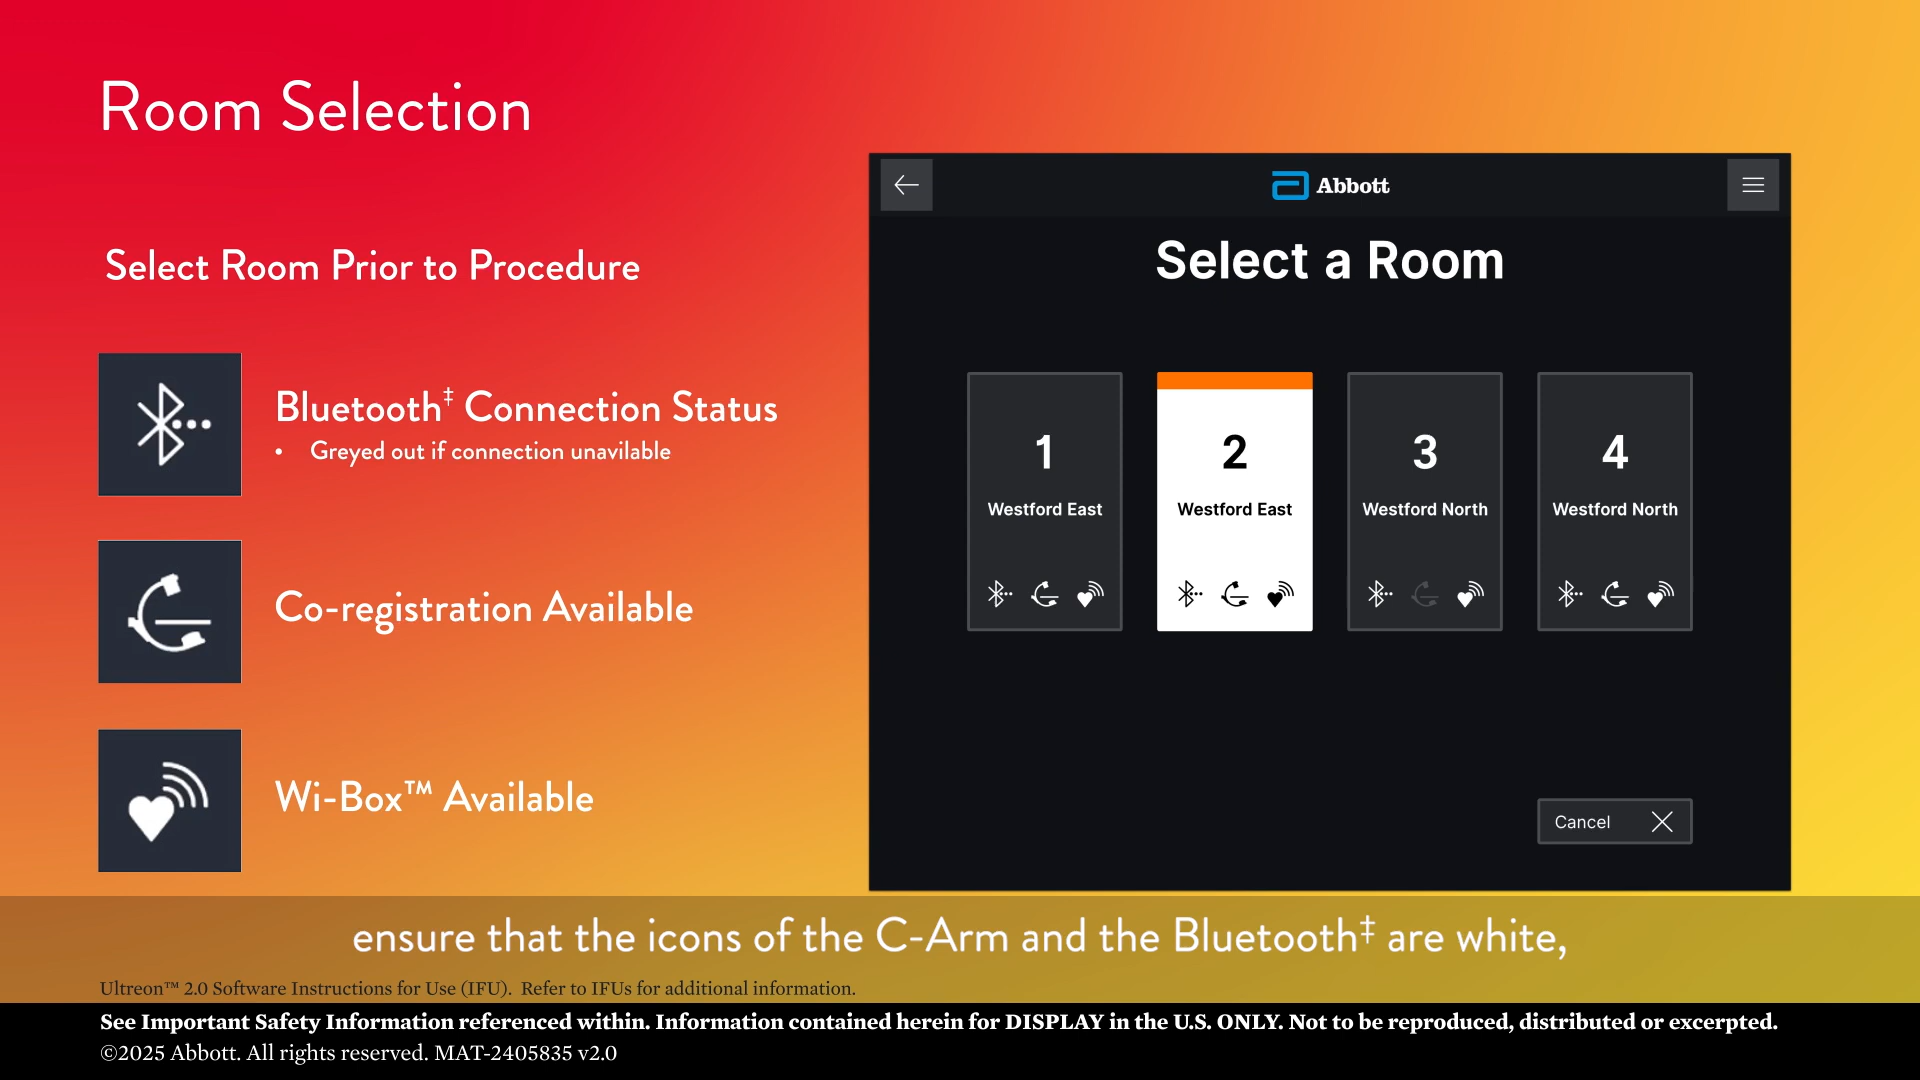 Room Selection
Select Room Prior to Procedure
Bluetooth‡ Connection Status
• Greyed out if connection unavilable
Co-registration Available
Wi-Box™ Available
Abbott
Select a Room
1
Westford East
2
Westford East
3
Westford North
4
Westford North
Cancel
ensure that the icons of the C-Arm and the Bluetooth‡ are white,
Ultreon™ 2.0 Software Instructions for Use (IFU). Refer to IFUs for additional information.
See Important Safety Information referenced within. Information contained herein for DISPLAY in the U.S. ONLY. Not to be reproduced, distributed or excerpted.
©2025 Abbott. All rights reserved. MAT-2405835 v2.0